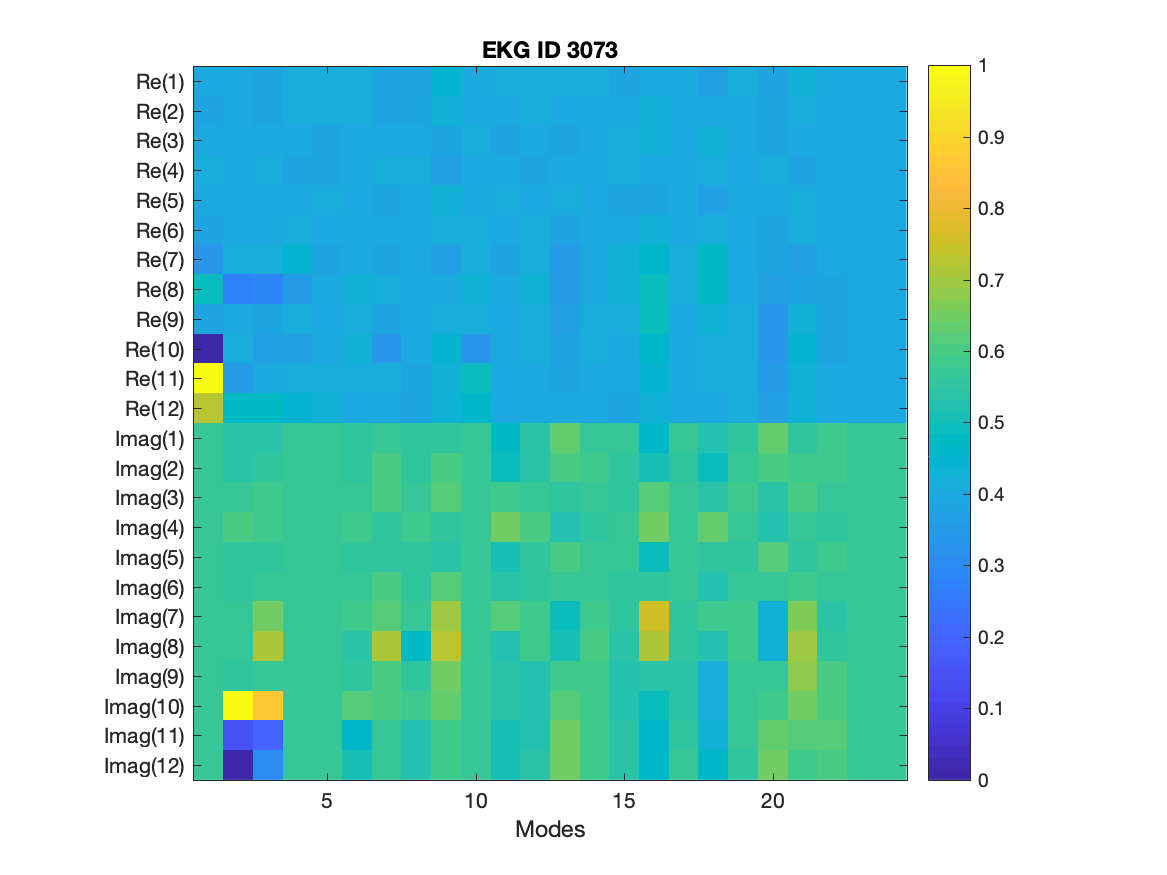 EKG ID 3073
Re(1)
Re(2)
Re(3)
Re(4)
Re(5)
Re(6)
Re(7)
Re(8)
Re(9)
Re(10)
Re(11)
Re(12)
Imag(1)
Imag(2)
Imag(3)
Imag(4)
Imag(5)
Imag(6)
Imag(7)
Imag(8)
Imag(9)
Imag(10)
Imag(11)
Imag(12)
5 10 15 20
Modes
1
0.9
0.8
0.7
0.6
0.5
0.4
0.3
0.2
0.1
0